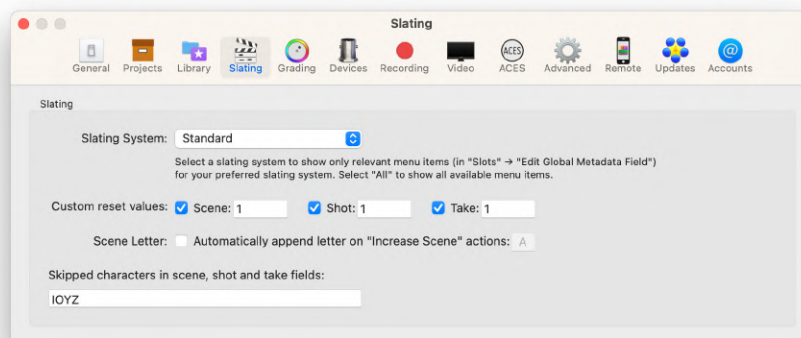 Slating
General Projects Library Slating Grading Devices Recording Video ACES Advanced Remote Updates Accounts
ACES
@
Slating
Slating System: Standard
Select a slating system to show only relevant menu items (in "Slots" → "Edit Global Metadata Field")
for your preferred slating system. Select "All" to show all available menu items.
Custom reset values: Scene: 1 Shot: 1 Take: 1
Scene Letter: Automatically append letter on "Increase Scene" actions: A
Skipped characters in scene, shot and take fields:
IOYZ